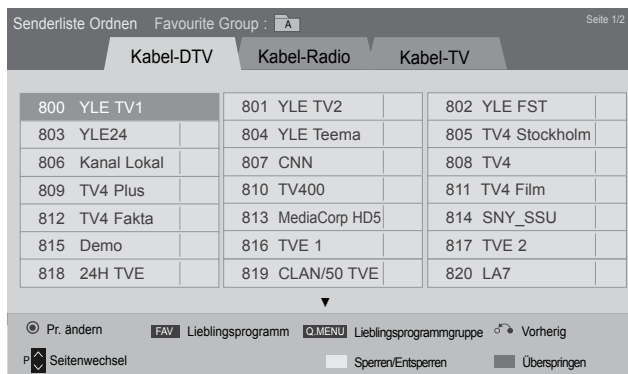 Senderliste Ordnen Favourite Group : A Seite 1/2
Kabel-DTV Kabel-Radio Kabel-TV
800 YLE TV1 801 YLE TV2 802 YLE FST
803 YLE24 804 YLE Teema 805 TV4 Stockholm
806 Kanal Lokal 807 CNN 808 TV4
809 TV4 Plus 810 TV400 811 TV4 Film
812 TV4 Fakta 813 MediaCorp HD5 814 SNY_SSU
815 Demo 816 TVE 1 817 TVE 2
818 24H TVE 819 CLAN/50 TVE 820 LA7
Pr. ändern FAV Lieblingsprogramm Q.MENU Lieblingsprogrammgruppe Vorherig
P Seitenwechsel Sperren/Entsperren Überspringen